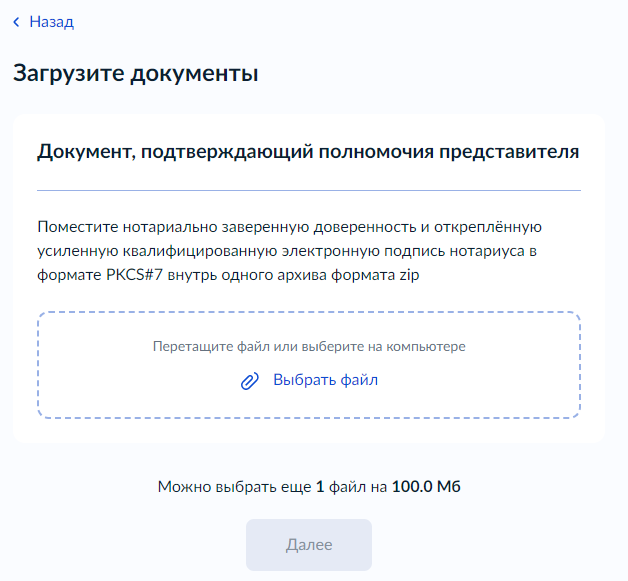 Назад
Загрузите документы
Документ, подтверждающий полномочия представителя
Поместите нотариально заверенную доверенность и откреплённую
усиленную квалифицированную электронную подпись нотариуса в
формате PKCS#7 внутрь одного архива формата zip
Перетащите файл или выберите на компьютере
Выбрать файл
Можно выбрать еще 1 файл на 100.0 Мб
Далее